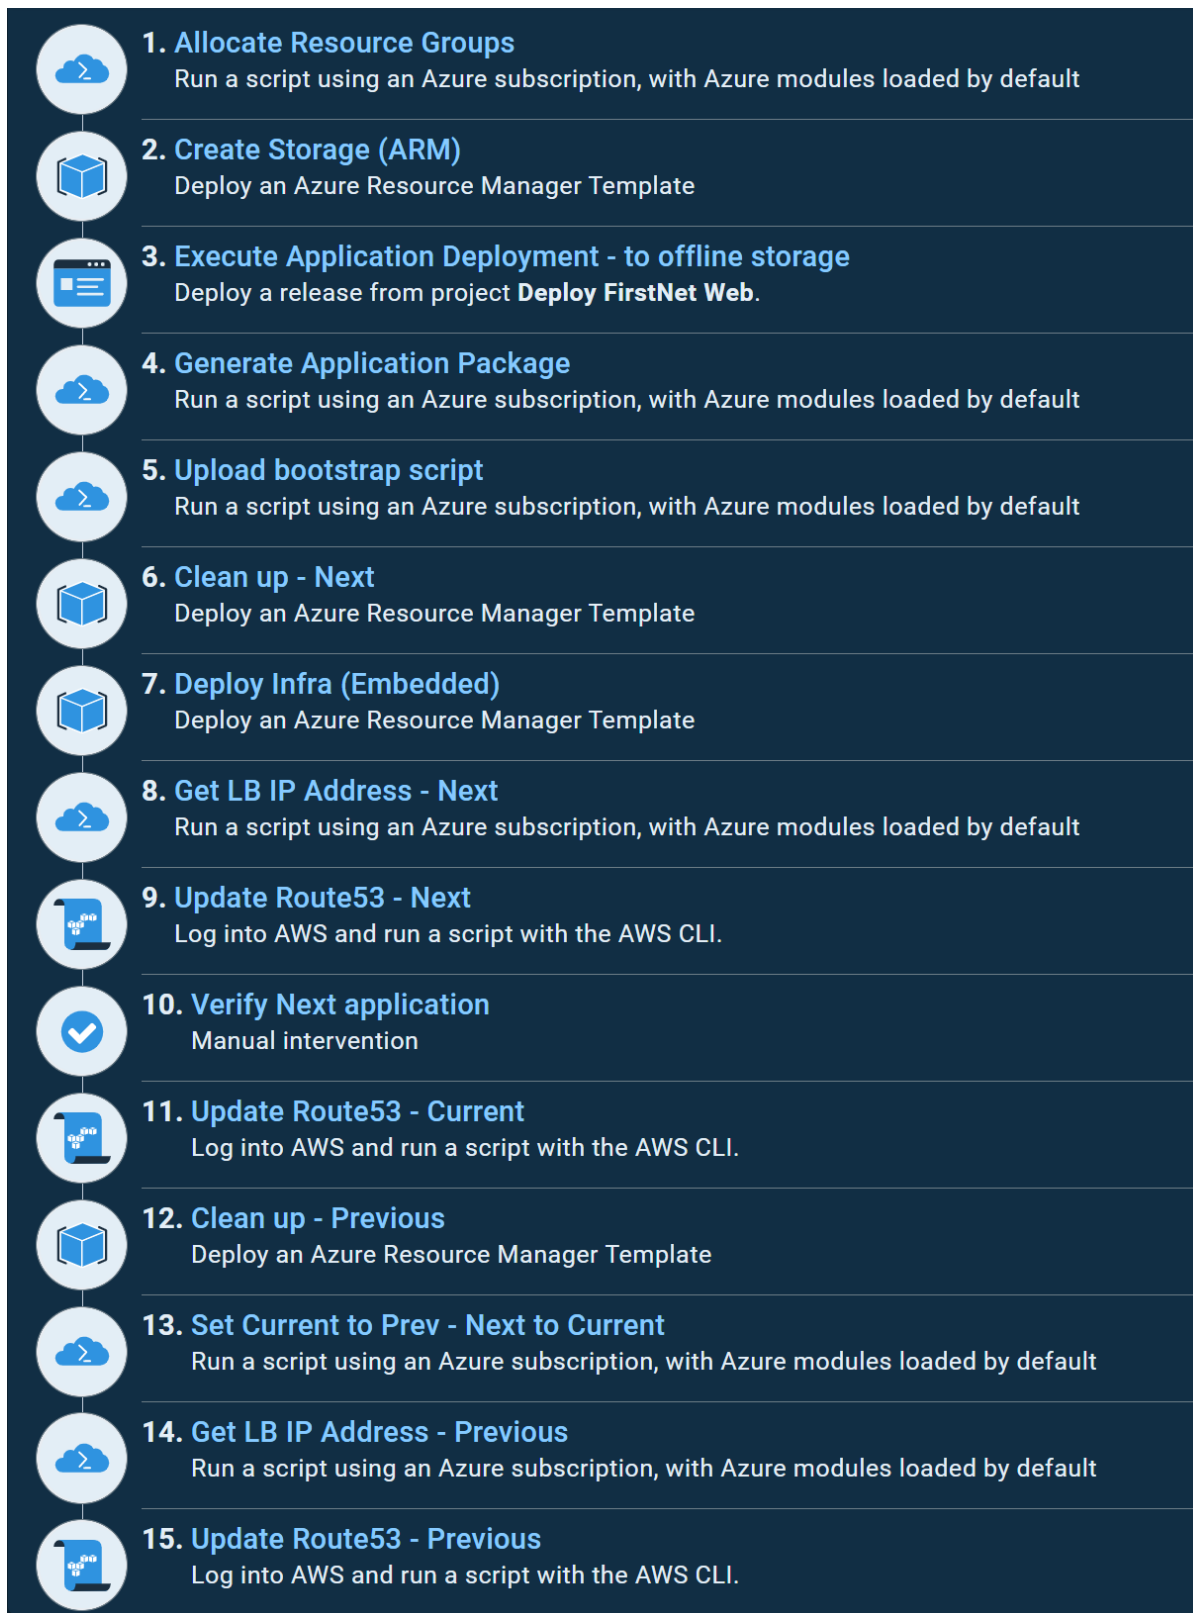 1. Allocate Resource Groups
Run a script using an Azure subscription, with Azure modules loaded by default
2. Create Storage (ARM)
Deploy an Azure Resource Manager Template
3. Execute Application Deployment - to offline storage
Deploy a release from project Deploy FirstNet Web.
4. Generate Application Package
Run a script using an Azure subscription, with Azure modules loaded by default
5. Upload bootstrap script
Run a script using an Azure subscription, with Azure modules loaded by default
6. Clean up - Next
Deploy an Azure Resource Manager Template
7. Deploy Infra (Embedded)
Deploy an Azure Resource Manager Template
8. Get LB IP Address - Next
Run a script using an Azure subscription, with Azure modules loaded by default
9. Update Route53 - Next
Log into AWS and run a script with the AWS CLI.
10. Verify Next application
Manual intervention
11. Update Route53 - Current
Log into AWS and run a script with the AWS CLI.
12. Clean up - Previous
Deploy an Azure Resource Manager Template
13. Set Current to Prev - Next to Current
Run a script using an Azure subscription, with Azure modules loaded by default
14. Get LB IP Address - Previous
Run a script using an Azure subscription, with Azure modules loaded by default
15. Update Route53 - Previous
Log into AWS and run a script with the AWS CLI.